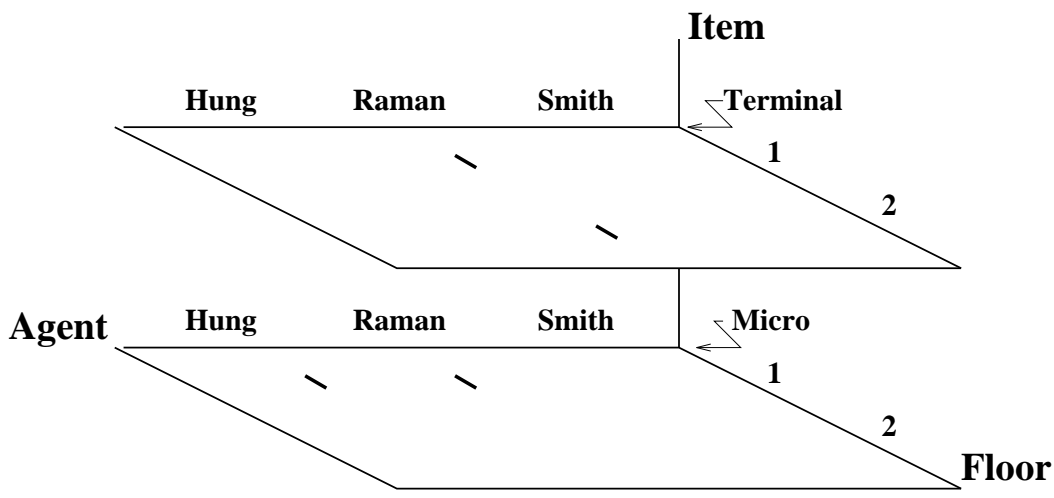 Item
Hung Raman Smith Terminal
1
2
Agent Hung Raman Smith Micro
1
2
Floor